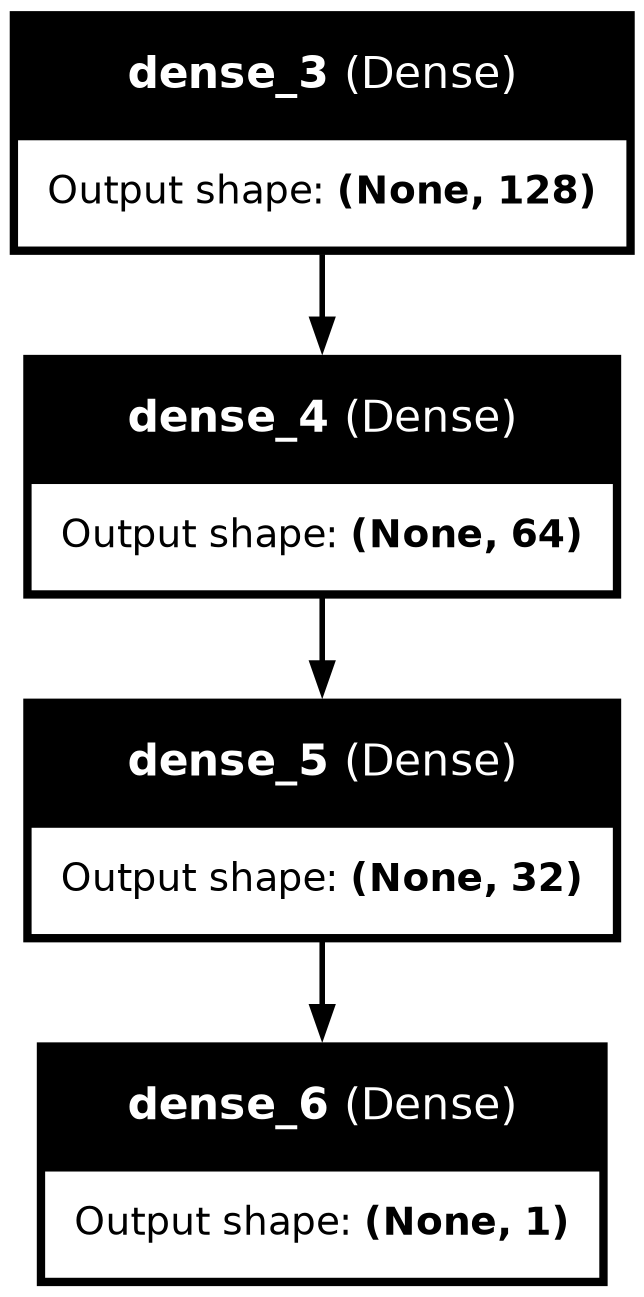 dense_3 (Dense)
Output shape: (None, 128)
dense_4 (Dense)
Output shape: (None, 64)
dense_5 (Dense)
Output shape: (None, 32)
dense_6 (Dense)
Output shape: (None, 1)